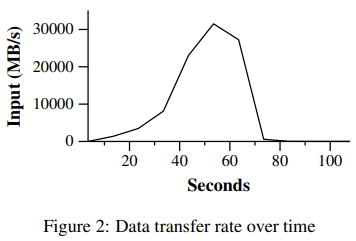 Input (MB/s)
30000
20000
10000
0
20 40 60 80 100
Seconds
Figure 2: Data transfer rate over time